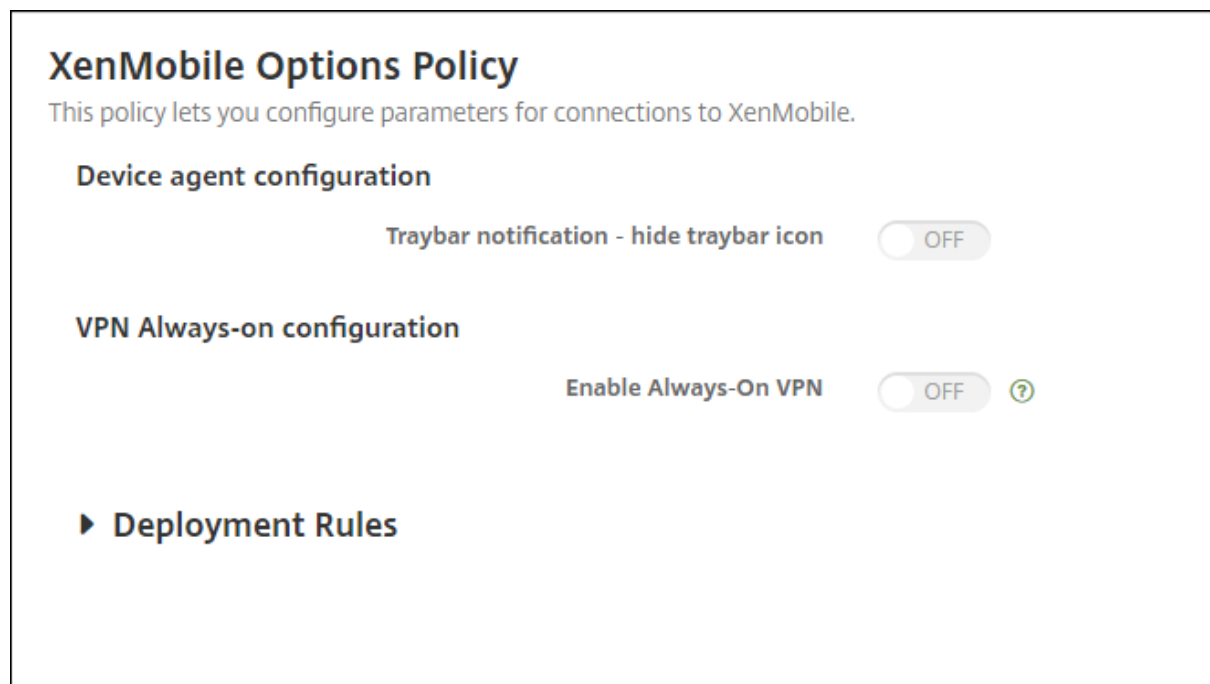 XenMobile Options Policy
This policy lets you configure parameters for connections to XenMobile.
Device agent configuration
Traybar notification - hide traybar icon OFF
VPN Always-on configuration
Enable Always-On VPN OFF ?
Deployment Rules